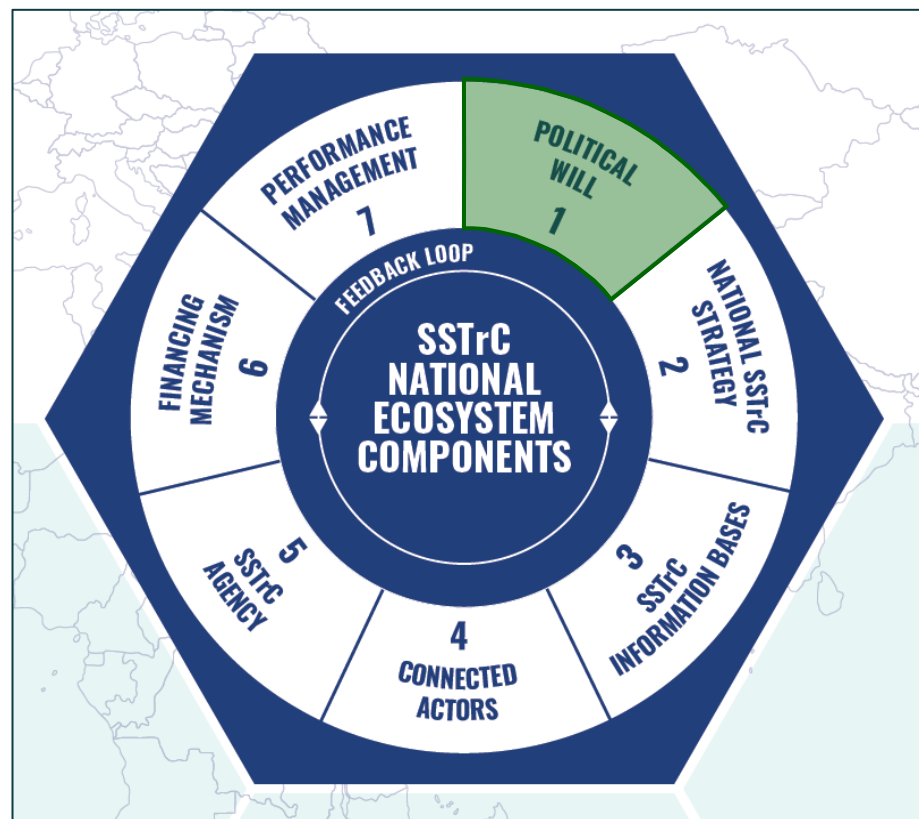 SSTrC
NATIONAL
ECOSYSTEM
COMPONENTS
FEEDBACK LOOP
POLITICAL
WILL
1
NATIONAL SSTrC
STRATEGY
2
3
SSTrC
INFORMATION BASES
4
CONNECTED
ACTORS
5
SSTrC
AGENCY
FINANCING
MECHANISM
6
PERFORMANCE
MANAGEMENT
7